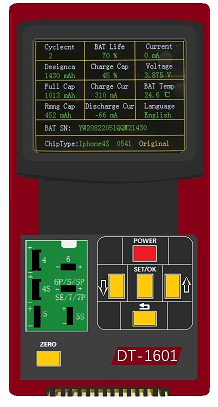 Cyclecnt BAT Life Current
2 70 % 0 mA
Designca Charge Cap Voltage
1430 mAh 45 % 3.875 V
Full Cap Charge Cur BAT Temp
1013 mAh 310 mA 24.6 ℃
Rmng Cap Discharge Cur Language
452 mAh -66 mA English
BAT SN: YW20822051QQM21430
ChipType:Iphone4S 0541 Original
POWER
4 6
SET/OK
4S 6P/S/SP
SE/7/7P
5 5S
ZERO
DT-1601